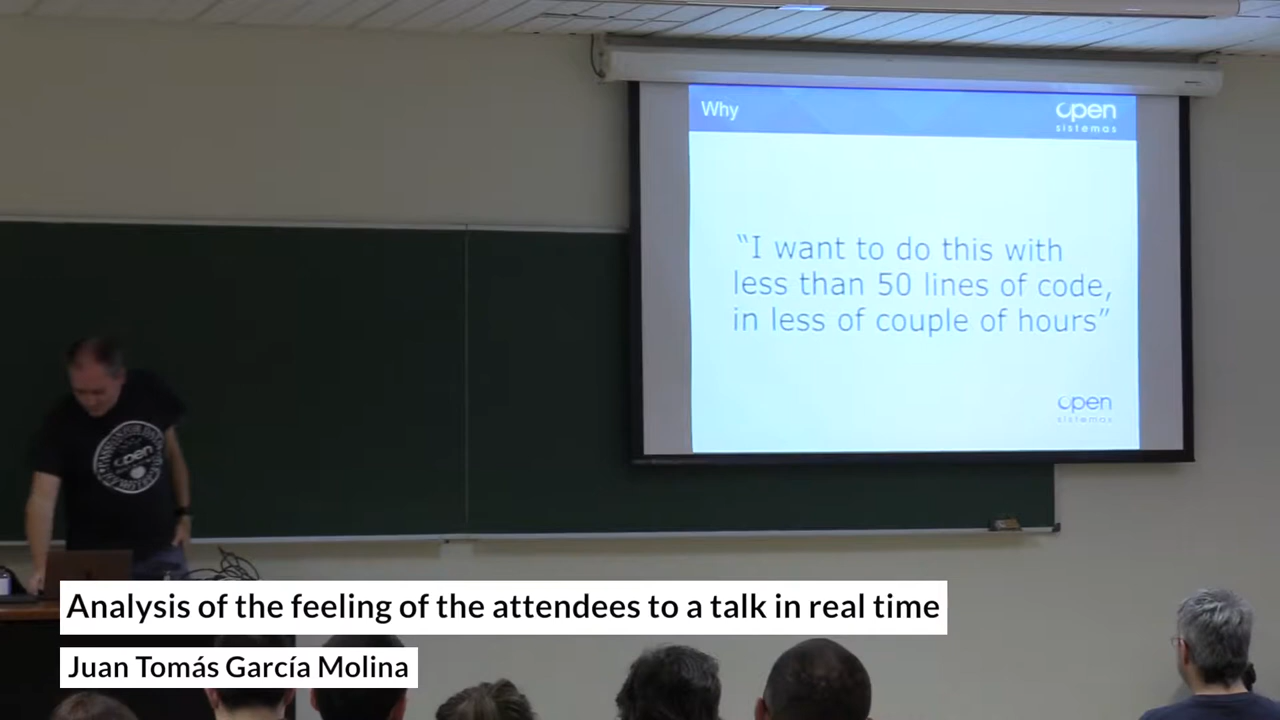 Why
open
sistemas
“I want to do this with
less than 50 lines of code,
in less of couple of hours”
open
sistemas
open
Analysis of the feeling of the attendees to a talk in real time
Juan Tomás García Molina